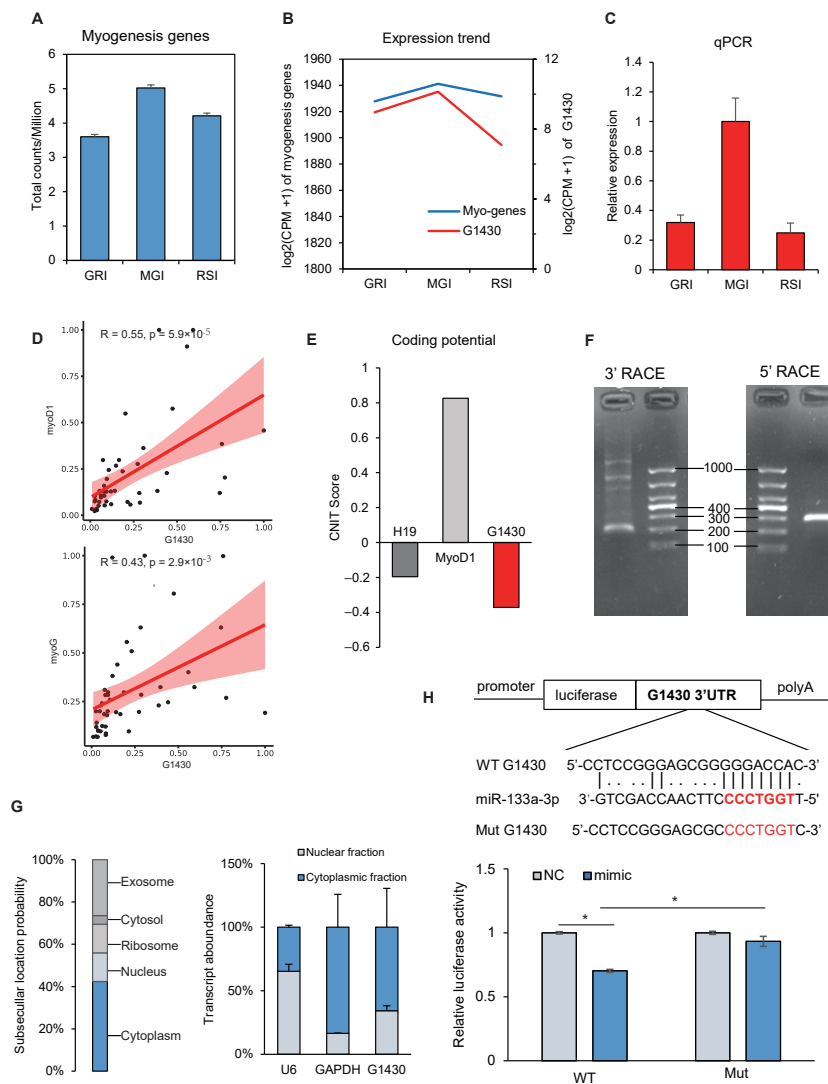 A
Myogenesis genes
Total counts/Million
6
5
4
3
2
1
0
GRI MGI RSI
B
Expression trend
log2(CPM +1) of myogenesis genes
1960
1940
1920
1900
1880
1860
1840
1820
1800
12
8
4
0
log2(CPM +1) of G1430
Myo-genes
G1430
GRI MGI RSI
C
qPCR
Relative expression
1.4
1.2
1
0.8
0.6
0.4
0.2
0
GRI MGI RSI
D
R = 0.55, p = 5.9×10-5
myoD1
1.00
0.75
0.50
0.25
0.00
0.00 0.25 0.50 0.75 1.00
G1430
R = 0.43, p = 2.9×10-3
myoG
1.00
0.75
0.50
0.25
0.00
0.00 0.25 0.50 0.75 1.00
G1430
E
Coding potential
CNIT Score
1
0.8
0.6
0.4
0.2
0
−0.2
−0.4
−0.6
H19
MyoD1
G1430
F
3’ RACE 5’ RACE
1000
400
300
200
100
G
Subsecullar location probability
100%
80%
60%
40%
20%
0%
Exosome
Cytosol
Ribosome
Nucleus
Cytoplasm
Transcript aboundance
150%
100%
50%
0%
Nuclear fraction
Cytoplasmic fraction
U6 GAPDH G1430
H
promoter luciferase G1430 3’UTR polyA
WT G1430 5’-CCTCCGGGAGCGGGGGGACCAC-3’
miR-133a-3p 3’-GTCGACCAACTTCCCCTGGTT-5’
Mut G1430 5’-CCTCCGGGAGCGCCCCTGGTC-3’
Relative luciferase activity
1.5
1
0.5
0
NC mimic
*
*
WT Mut